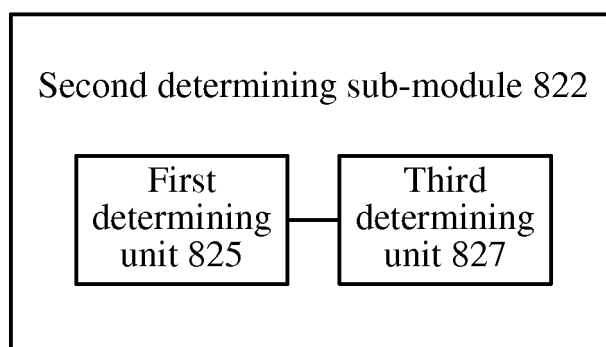 Second determining sub-module 822
First
determining
unit 825
Third
determining
unit 827